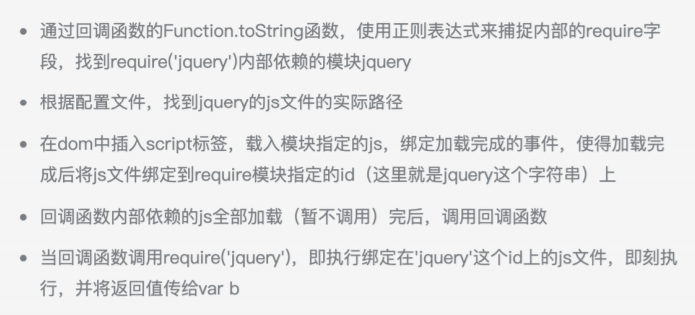 通过回调函数的Function.toString函数，使用正则表达式来捕捉内部的require字
段，找到require('jquery')内部依赖的模块jquery
根据配置文件，找到jquery的js文件的实际路径
在dom中插入script标签，载入模块指定的js，绑定加载完成的事件，使得加载完
成后将js文件绑定到require模块指定的id（这里就是jquery这个字符串）上
回调函数内部依赖的js全部加载（暂不调用）完后，调用回调函数
当回调函数调用require('jquery')，即执行绑定在'jquery'这个id上的js文件，即刻执
行，并将返回值传给var b